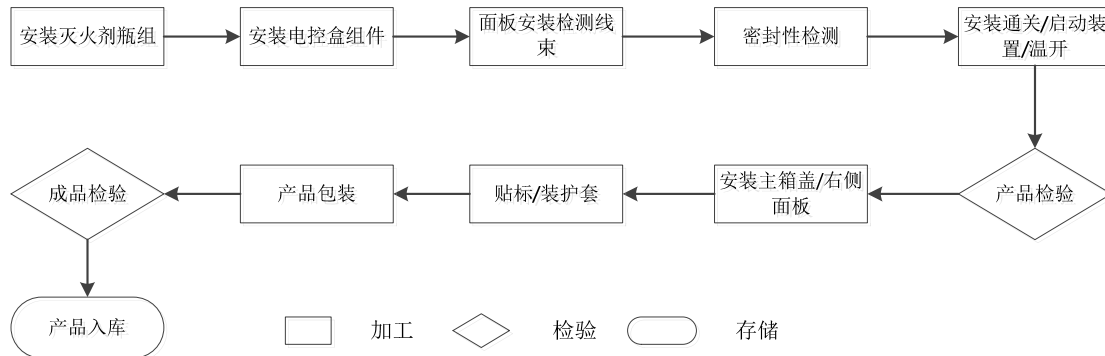 安装灭火剂瓶组
安装电控盒组件
面板安装检测线
束
密封性检测
安装通关/启动装
置/温开
产品检验
安装主箱盖/右侧
面板
贴标/装护套
产品包装
成品检验
产品入库
加工
检验
存储